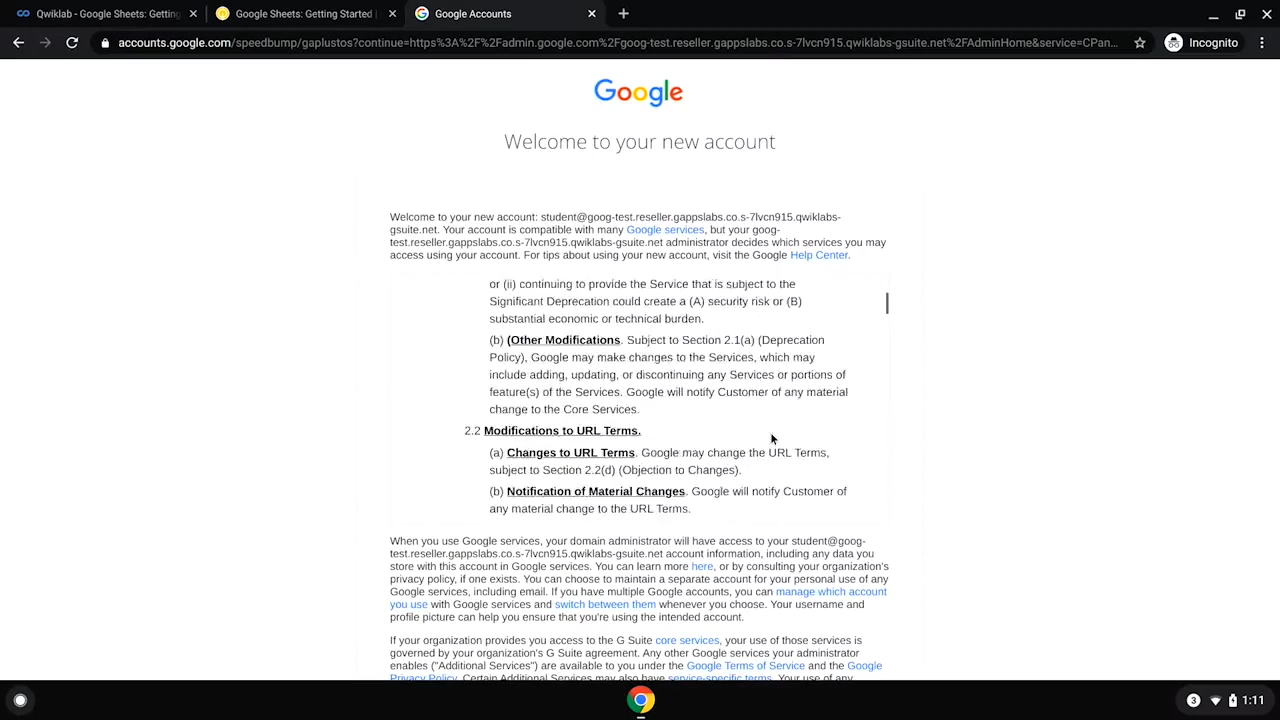 Qwiklab - Google Sheets: Getting
Google Sheets: Getting Started |
Google Accounts
accounts.google.com/speedbump/gaplustos?continue=https%3A%2F%2Fadmin.google.com%2Fgoog-test.reseller.gappslabs.co.s-7lvcn915.qwiklabs-gsuite.net%2FAdminHome&service=CPan...
Incognito
Google
Welcome to your new account
Welcome to your new account: student@goog-test.reseller.gappslabs.co.s-7lvcn915.qwiklabs-
gsuite.net. Your account is compatible with many Google services, but your goog-
test.reseller.gappslabs.co.s-7lvcn915.qwiklabs-gsuite.net administrator decides which services you may
access using your account. For tips about using your new account, visit the Google Help Center.
or (ii) continuing to provide the Service that is subject to the
Significant Deprecation could create a (A) security risk or (B)
substantial economic or technical burden.
(b) (Other Modifications. Subject to Section 2.1(a) (Deprecation
Policy), Google may make changes to the Services, which may
include adding, updating, or discontinuing any Services or portions of
feature(s) of the Services. Google will notify Customer of any material
change to the Core Services.
2.2 Modifications to URL Terms.
(a) Changes to URL Terms. Google may change the URL Terms,
subject to Section 2.2(d) (Objection to Changes).
(b) Notification of Material Changes. Google will notify Customer of
any material change to the URL Terms.
When you use Google services, your domain administrator will have access to your student@goog-
test.reseller.gappslabs.co.s-7lvcn915.qwiklabs-gsuite.net account information, including any data you
store with this account in Google services. You can learn more here, or by consulting your organization's
privacy policy, if one exists. You can choose to maintain a separate account for your personal use of any
Google services, including email. If you have multiple Google accounts, you can manage which account
you use with Google services and switch between them whenever you choose. Your username and
profile picture can help you ensure that you're using the intended account.
If your organization provides you access to the G Suite core services, your use of those services is
governed by your organization's G Suite agreement. Any other Google services your administrator
enables ("Additional Services") are available to you under the Google Terms of Service and the Google
Privacy Policy. Certain Additional Services may also have service-specific terms. Your use of any
3
1:11